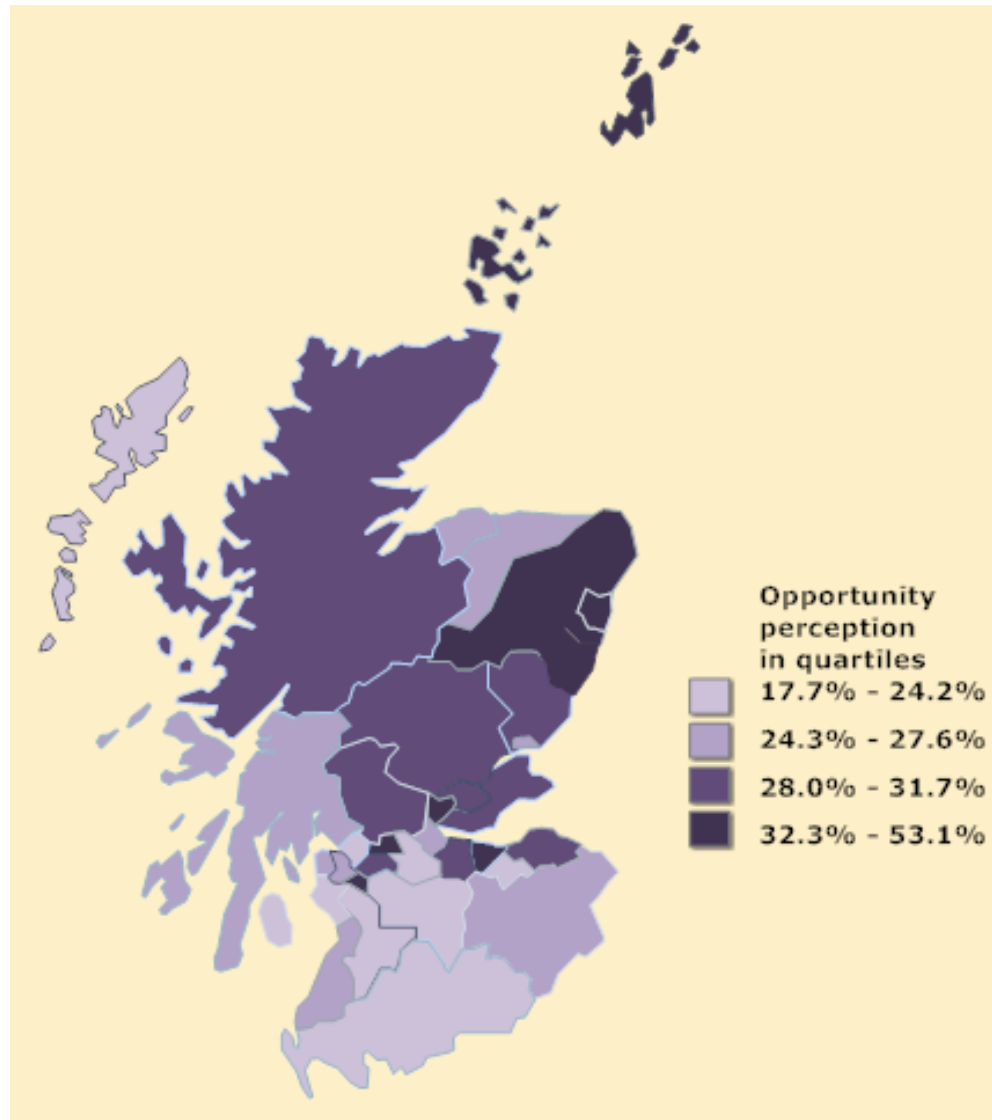 Opportunity
perception
in quartiles
17.7% - 24.2%
24.3% - 27.6%
28.0% - 31.7%
32.3% - 53.1%